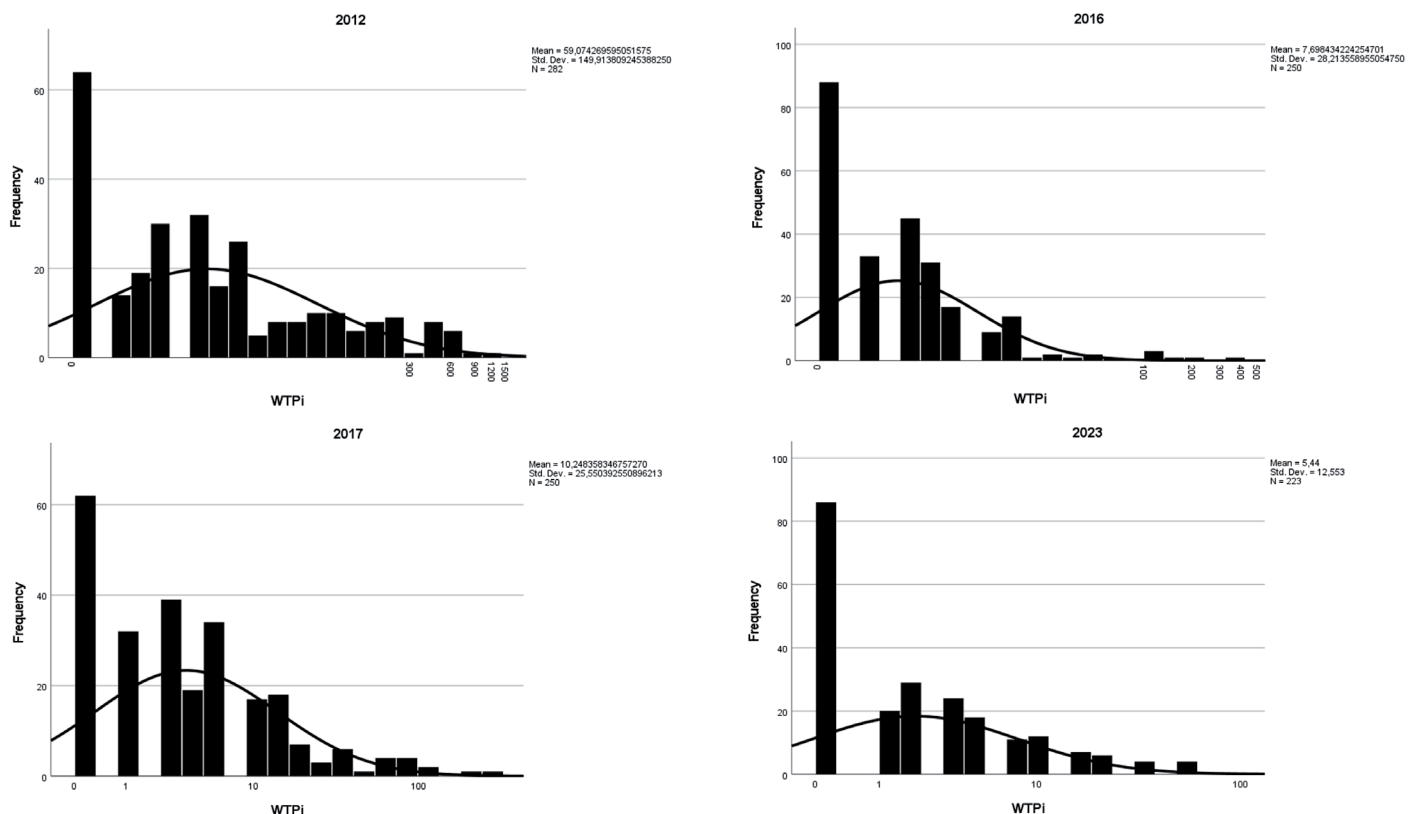 2012
Mean = 59,074269595051575
Std. Dev. = 149,913809245388250
N = 282
Frequency
60
40
20
0
0
300
600
900
1200
1500
WTPi
2016
Mean = 7,698434224254701
Std. Dev. = 28,213558955054750
N = 250
Frequency
100
80
60
40
20
0
0
100
200
300
400
500
WTPi
2017
Mean = 10,248358346757270
Std. Dev. = 25,550392550896213
N = 250
Frequency
60
40
20
0
0
1
10
100
WTPi
2023
Mean = 5,44
Std. Dev. = 12,553
N = 223
Frequency
100
80
60
40
20
0
0
1
10
100
WTPi